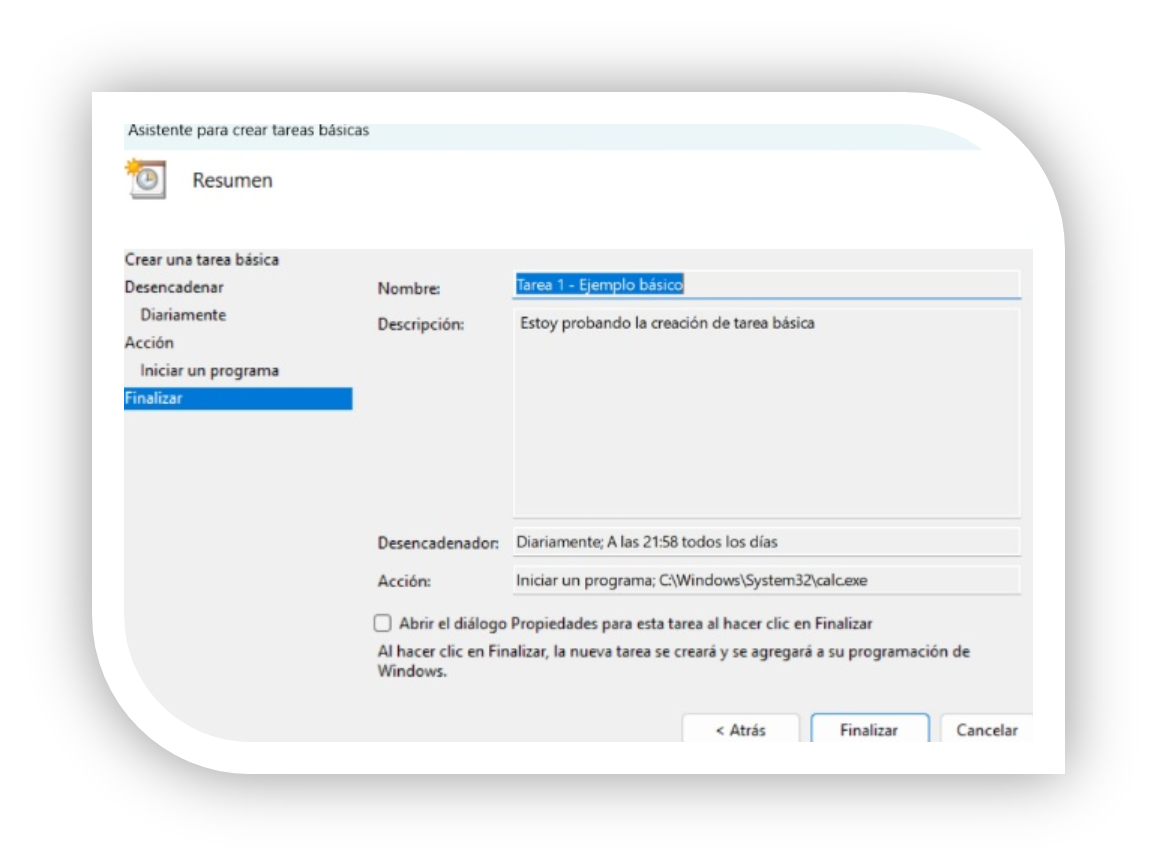 Asistente para crear tareas básicas
Resumen
Crear una tarea básica
Desencadenar
Diariamente
Acción
Iniciar un programa
Finalizar
Nombre: Tarea 1 - Ejemplo básico
Descripción: Estoy probando la creación de tarea básica
Desencadenador: Diariamente; A las 21:58 todos los días
Acción: Iniciar un programa; C:\Windows\System32\calc.exe
Abrir el diálogo Propiedades para esta tarea al hacer clic en Finalizar
Al hacer clic en Finalizar, la nueva tarea se creará y se agregará a su programación de
Windows.
< Atrás Finalizar Cancelar